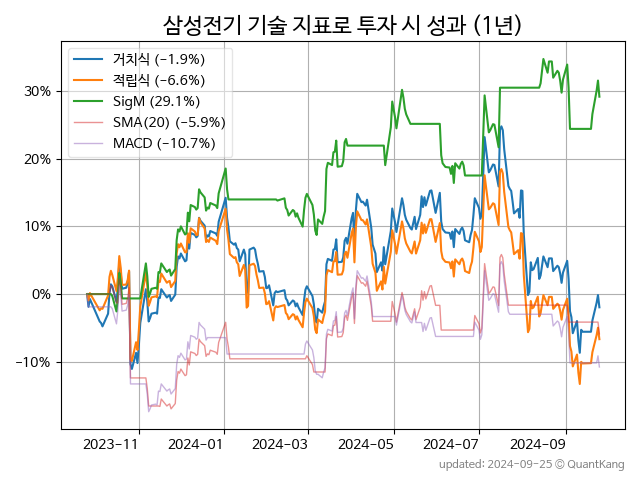 삼성전기 기술 지표로 투자 시 성과 (1년)
거치식 (−1.9%)
적립식 (−6.6%)
SigM (29.1%)
SMA(20) (−5.9%)
MACD (−10.7%)
30%
20%
10%
0%
−10%
2023-11 2024-01 2024-03 2024-05 2024-07 2024-09
updated: 2024-09-25 © QuantKang